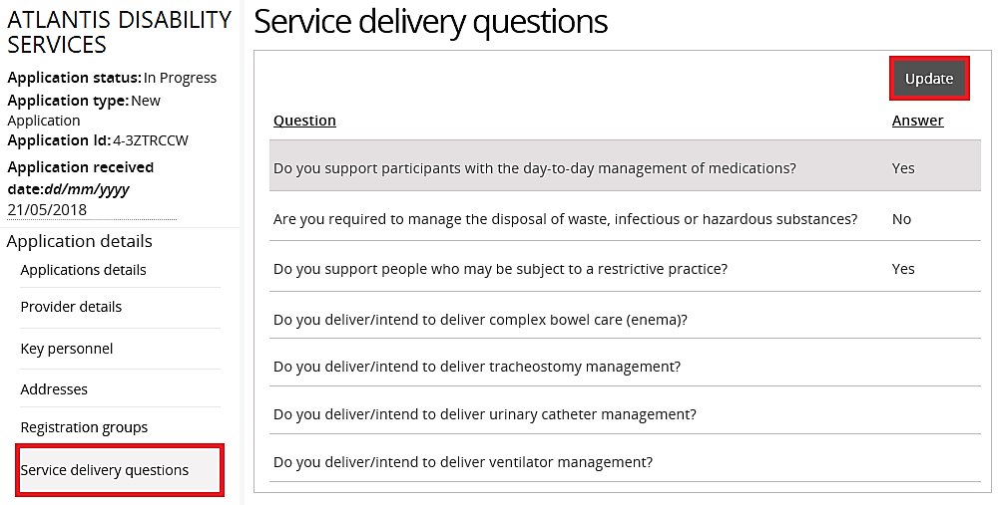 ATLANTIS DISABILITY
SERVICES
Application status: In Progress
Application type: New
Application
Application Id: 4-3ZTRCCW
Application received
date:dd/mm/yyyy
21/05/2018
Application details
Applications details
Provider details
Key personnel
Addresses
Registration groups
Service delivery questions
Service delivery questions
Update
Question Answer
Do you support participants with the day-to-day management of medications? Yes
Are you required to manage the disposal of waste, infectious or hazardous substances? No
Do you support people who may be subject to a restrictive practice? Yes
Do you deliver/intend to deliver complex bowel care (enema)?
Do you deliver/intend to deliver tracheostomy management?
Do you deliver/intend to deliver urinary catheter management?
Do you deliver/intend to deliver ventilator management?